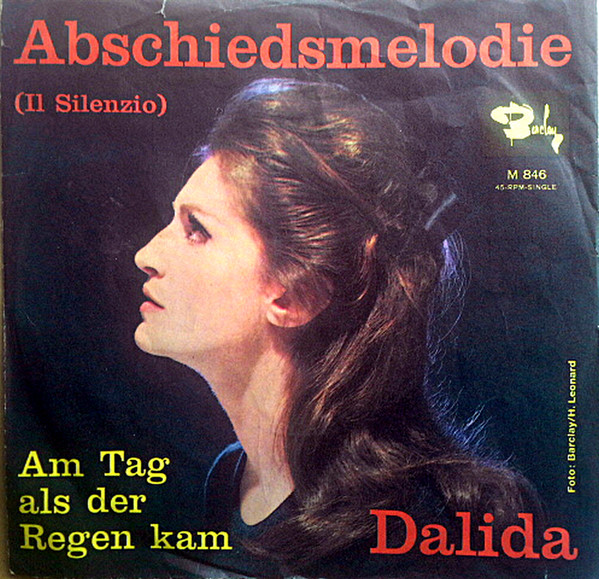 Abschiedsmelodie
(Il Silenzio)
Barclay
M 846
45-RPM-SINGLE
Foto: Barclay/H. Leonard
Am Tag
als der
Regen kam
Dalida